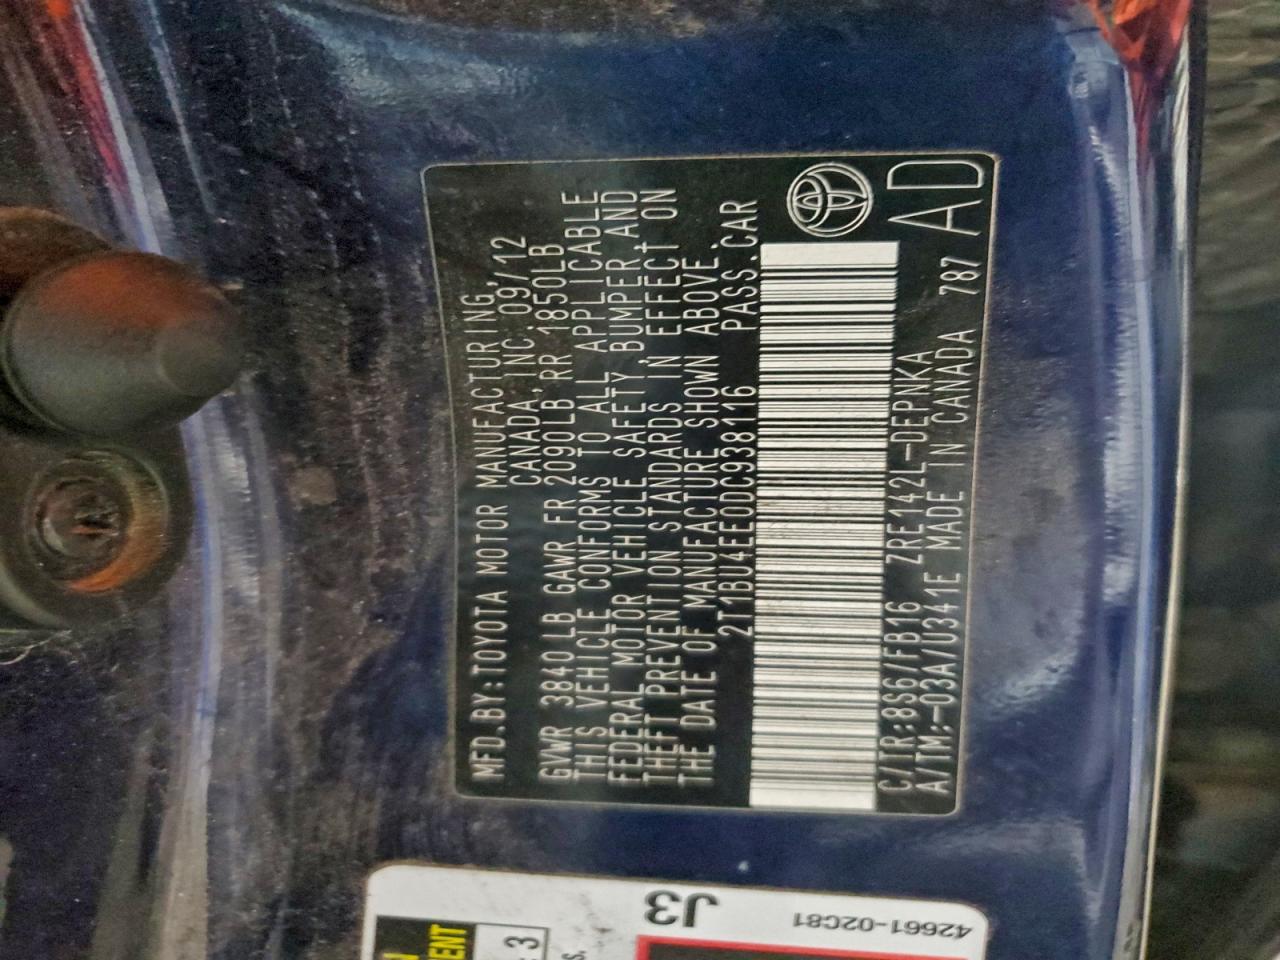 MFD.BY:TOYOTA MOTOR MANUFACTURING,
CANADA,INC.09/12
GVWR 3840LB GAWR FR 2090LB RR 1850LB
THIS VEHICLE CONFORMS TO ALL APPLICABLE
FEDERAL MOTOR VEHICLE SAFETY,BUMPER,AND
THEFT PREVENTION STANDARDS IN EFFECT ON
THE DATE OF MANUFACTURE SHOWN ABOVE.
2T1BU4EEDDC938116 PASS.CAR
C/TR:8S6/FB16 ZRE142L-DEPNKA
A/TM:-03A/U341E MADE IN CANADA 787 AD
J3
42661-02C81